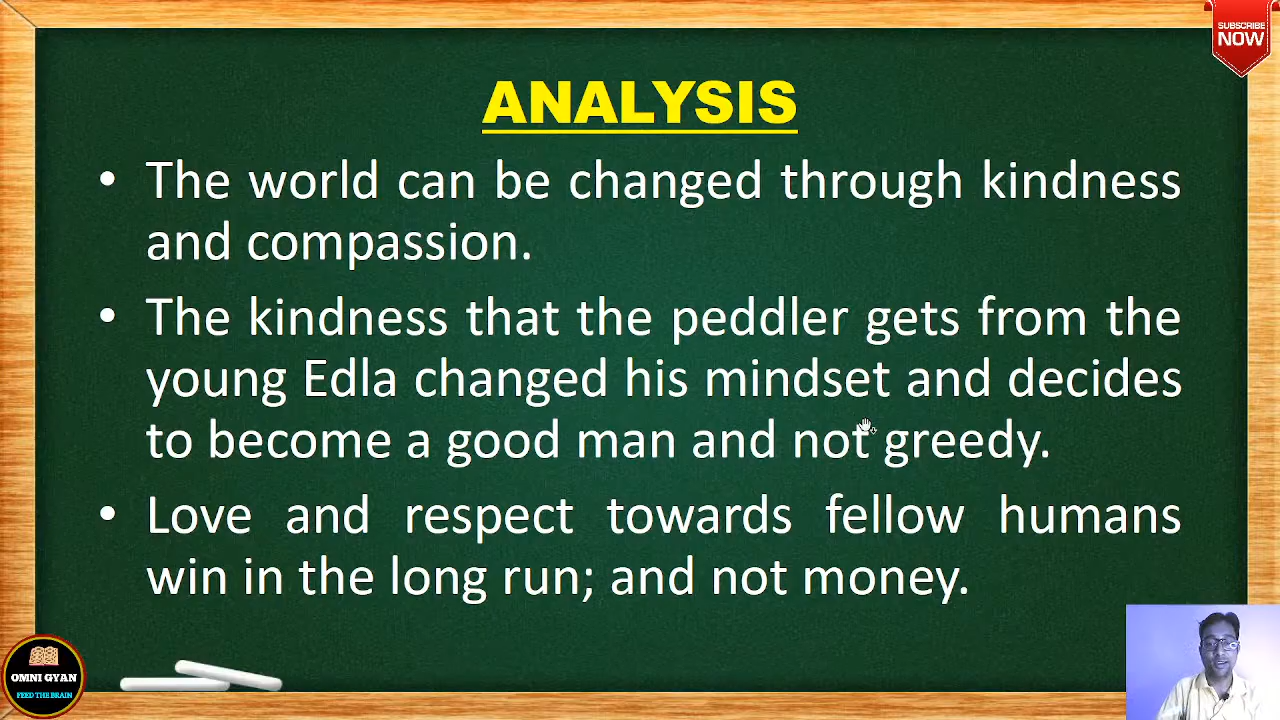 SUBSCRIBE
NOW
ANALYSIS
• The world can be changed through kindness
and compassion.
• The kindness that the peddler gets from the
young Edla changed his mindset and decides
to become a good man and not greedy.
• Love and respect towards fellow humans
win in the long run; and not money.
OMNI GYAN
FEED THE BRAIN